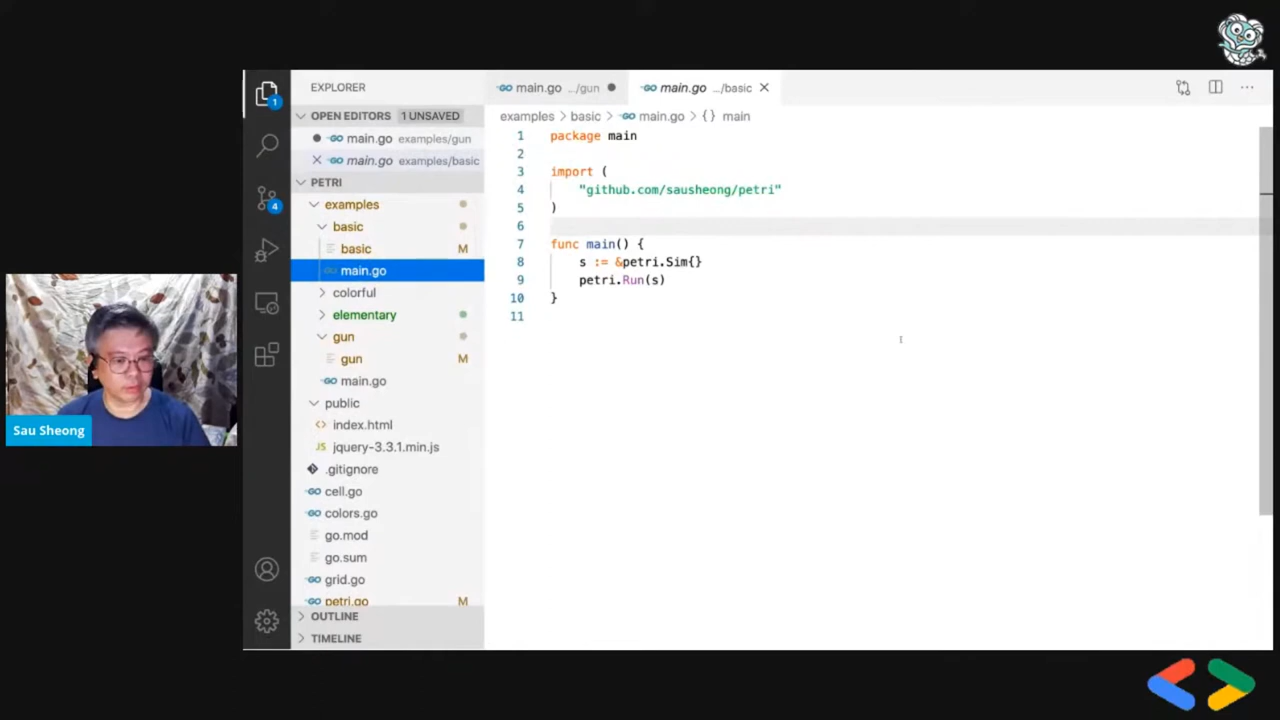 EXPLORER
OPEN EDITORS 1 UNSAVED
main.go examples/gun
main.go examples/basic
PETRI
examples
basic
basic M
main.go
colorful
elementary
gun
gun M
main.go
public
index.html
JS jquery-3.3.1.min.js
.gitignore
cell.go
colors.go
go.mod
go.sum
grid.go
petri.go M
OUTLINE
TIMELINE
1
4
main.go .../gun
main.go .../basic
examples > basic > main.go > {} main
1 package main
2
3 import (
4 "github.com/sausheong/petri"
5 )
6
7 func main() {
8 s := &petri.Sim{}
9 petri.Run(s)
10 }
11
Sau Sheong